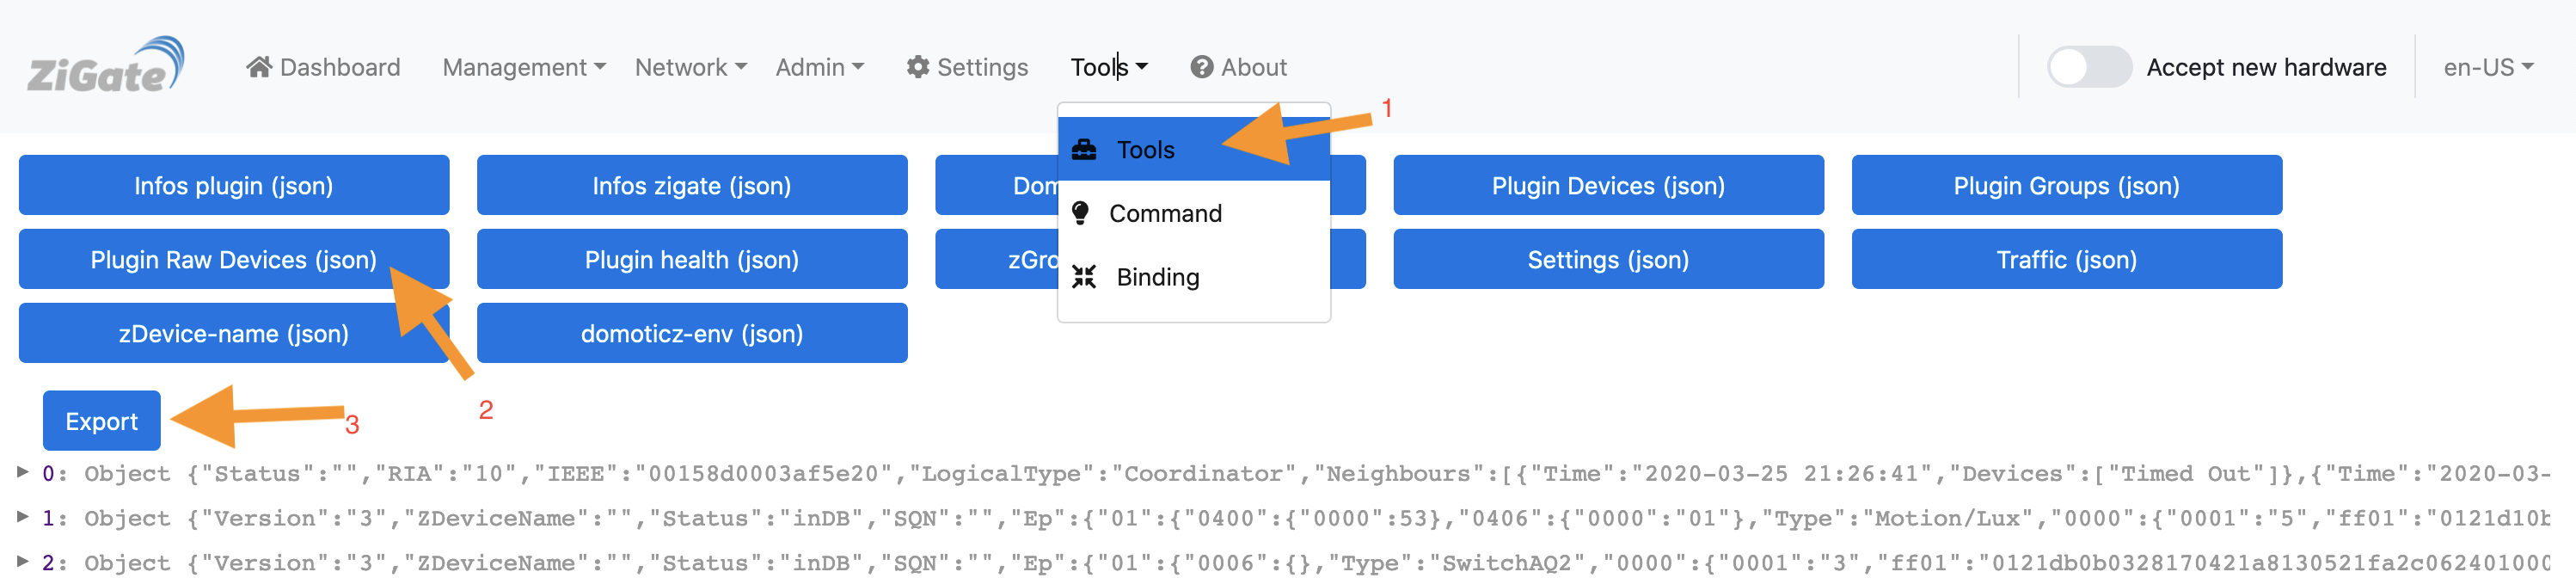 ZiGate Dashboard Management Network Admin Settings Tools About Accept new hardware en-US
1
Tools
Command
Binding
Infos plugin (json) Infos zigate (json) Dom Plugin Devices (json) Plugin Groups (json)
Plugin Raw Devices (json) Plugin health (json) zGro Settings (json) Traffic (json)
zDevice-name (json) domoticz-env (json)
2
Export
3
0: Object {"Status":"","RIA":"10","IEEE":"00158d0003af5e20","LogicalType":"Coordinator","Neighbours":[{"Time":"2020-03-25 21:26:41","Devices":["Timed Out"]},{"Time":"2020-03-
1: Object {"Version":"3","ZDeviceName":"","Status":"inDB","SQN":"","Ep":{"01":{"0400":{"0000":53},"0406":{"0000":"01"},"Type":"Motion/Lux","0000":{"0001":"5","ff01":"0121d10b
2: Object {"Version":"3","ZDeviceName":"","Status":"inDB","SQN":"","Ep":{"01":{"0006":{},"Type":"SwitchAQ2","0000":{"0001":"3","ff01":"0121db0b0328170421a8130521fa2c062401000